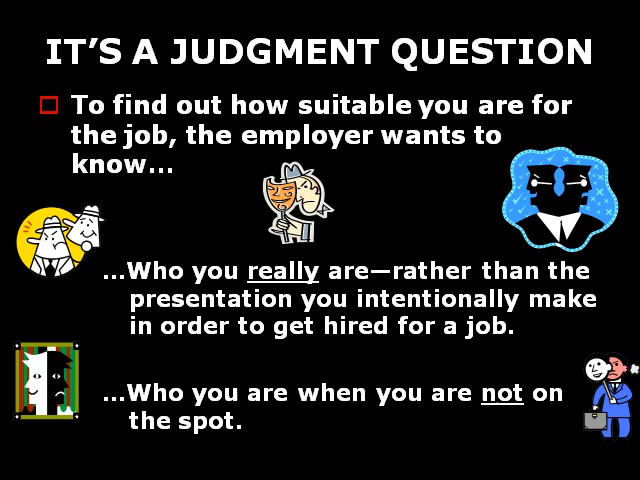 IT’S A JUDGMENT QUESTION
To find out how suitable you are for
the job, the employer wants to
know…
…Who you really are—rather than the
presentation you intentionally make
in order to get hired for a job.
…Who you are when you are not on
the spot.